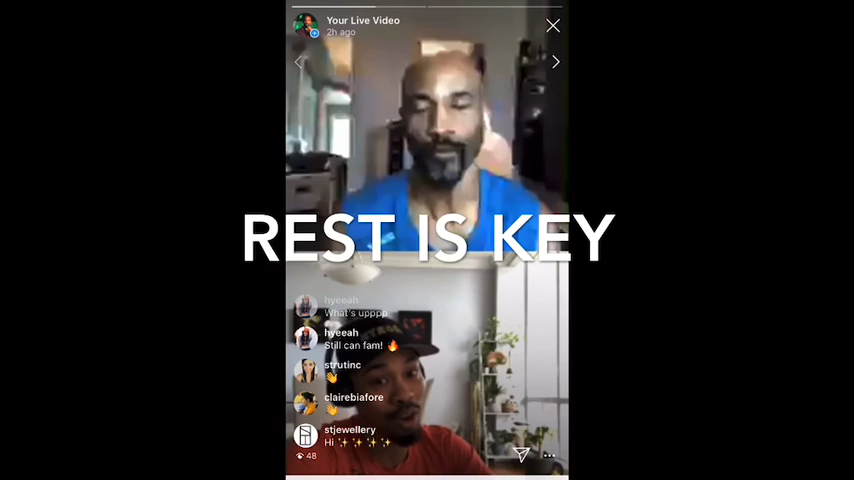 Your Live Video
2h ago
REST IS KEY
hyeeah
What's upppp
hyeeah
Still can fam! 🔥
strutinc
👋
clairebiafore
👋
stjewellery
Hi ✨ ✨ ✨ ✨
48